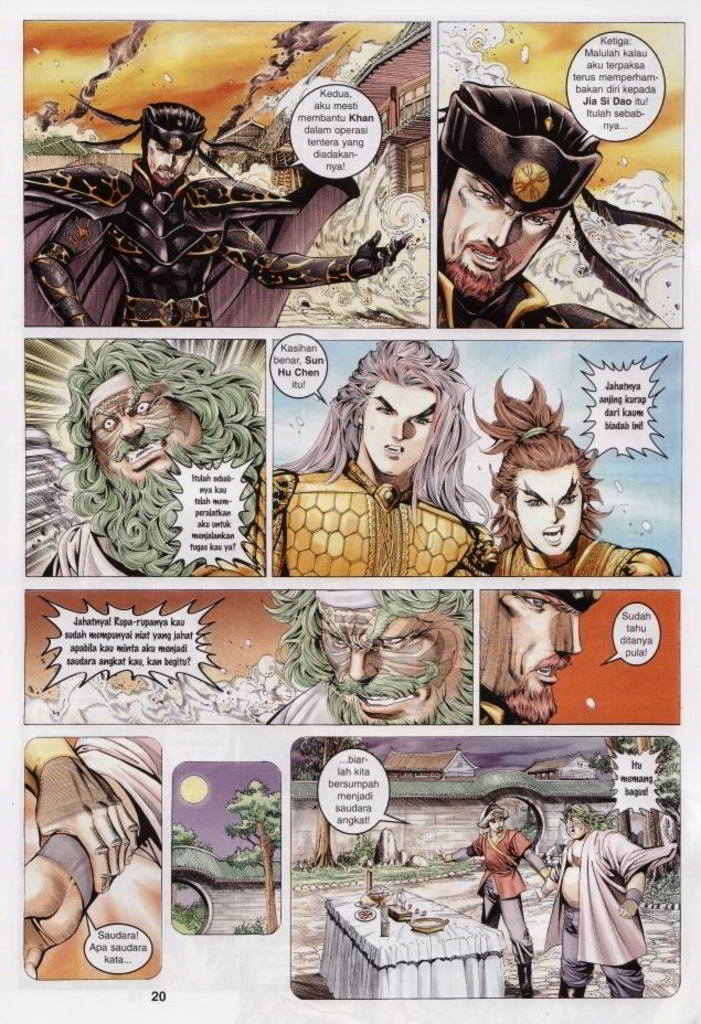 Kedua,
aku mesti
membantu Khan
dalam operasi
tentera yang
diadakan-
nya!
Ketiga:
Malulah kalau
aku terpaksa
terus memperham-
bakan diri kepada
Jia Si Dao itu!
Itulah sebab-
nya...
Itulah sebab-
nya kau
telah mem-
peralatkan
aku untuk
menjalankan
tugas kau ya?
Kasihan
benar, Sun
Hu Chen
itu!
Jahatnya
anjing kurap
dari kaum
biadab ini!
Jahatnya! Rupa-rupanya kau
sudah mempunyai niat yang jahat
apabila kau minta aku menjadi
saudara angkat kau, kan begitu?
Sudah
tahu
ditanya
pula!
Saudara!
Apa saudara
kata...
...biar-
lah kita
bersumpah
menjadi
saudara
angkat!
Itu
memang
bagus!
20